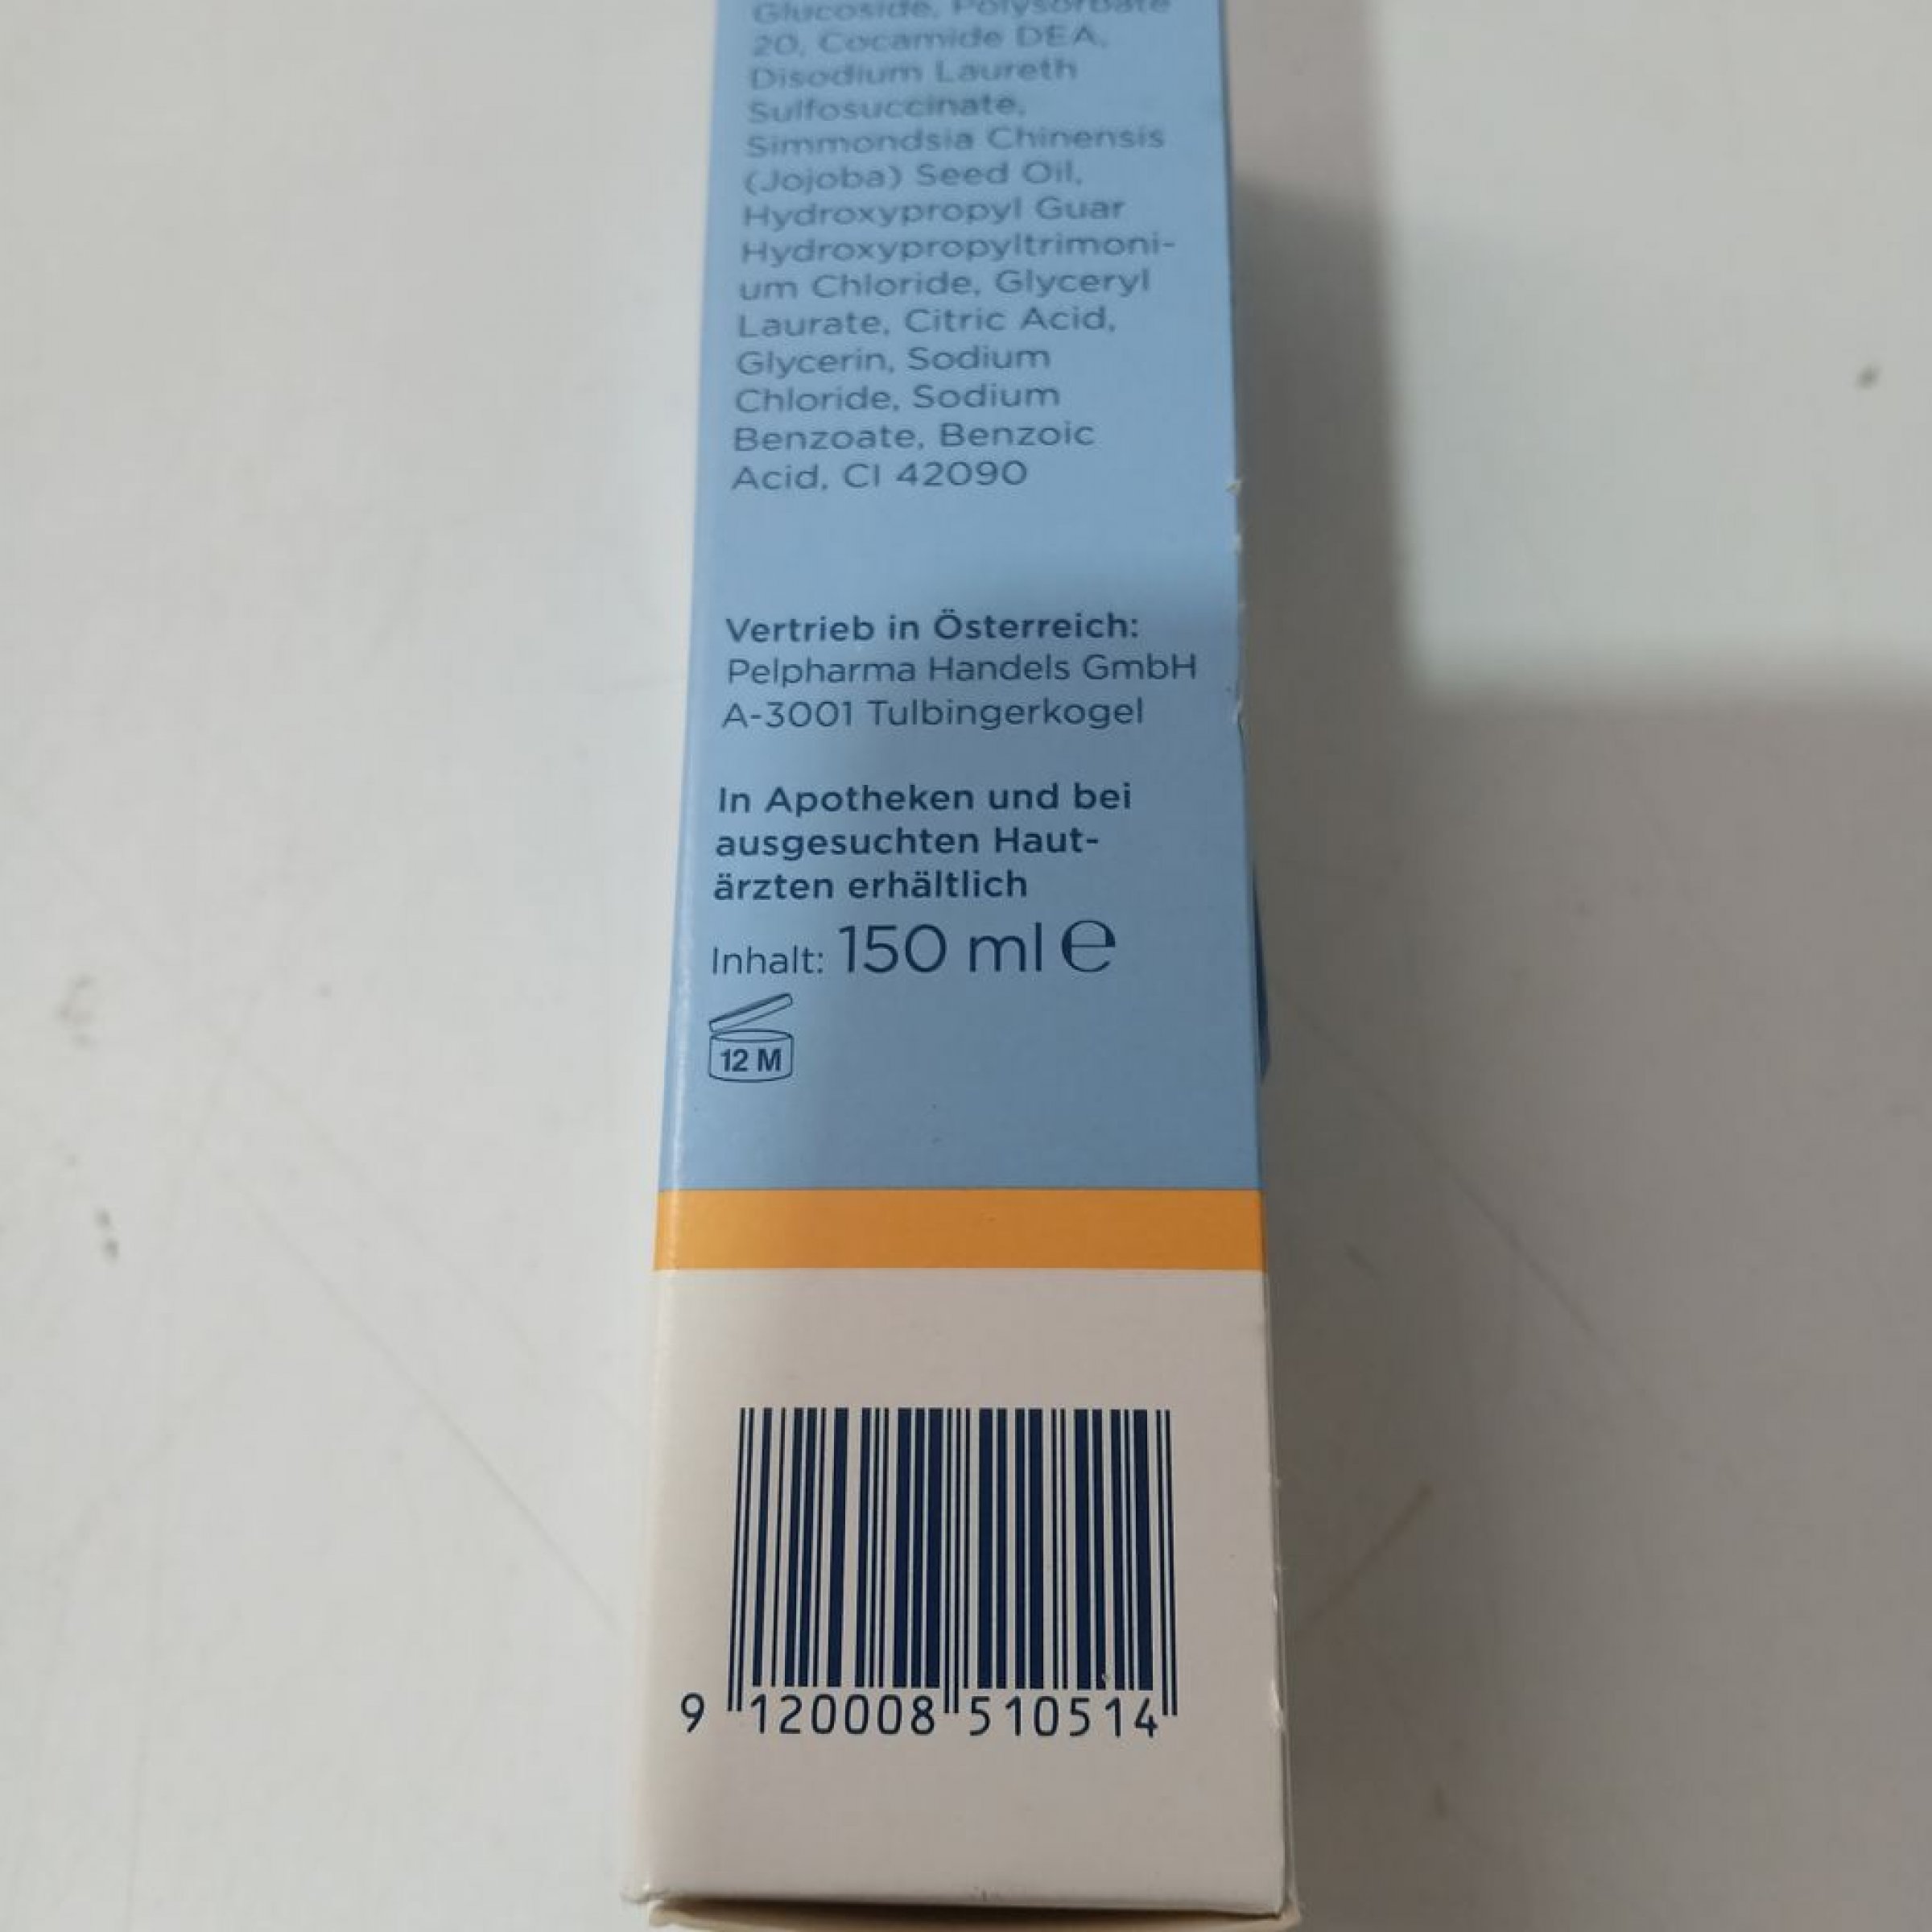 Glucoside, Polysorbate
20, Cocamide DEA,
Disodium Laureth
Sulfosuccinate,
Simmondsia Chinensis
(Jojoba) Seed Oil,
Hydroxypropyl Guar
Hydroxypropyltrimoni-
um Chloride, Glyceryl
Laurate, Citric Acid,
Glycerin, Sodium
Chloride, Sodium
Benzoate, Benzoic
Acid, CI 42090
Vertrieb in Österreich:
Pelpharma Handels GmbH
A-3001 Tulbingerkogel
In Apotheken und bei
ausgesuchten Haut-
ärzten erhältlich
Inhalt: 150 ml e
12 M
9 120008 510514